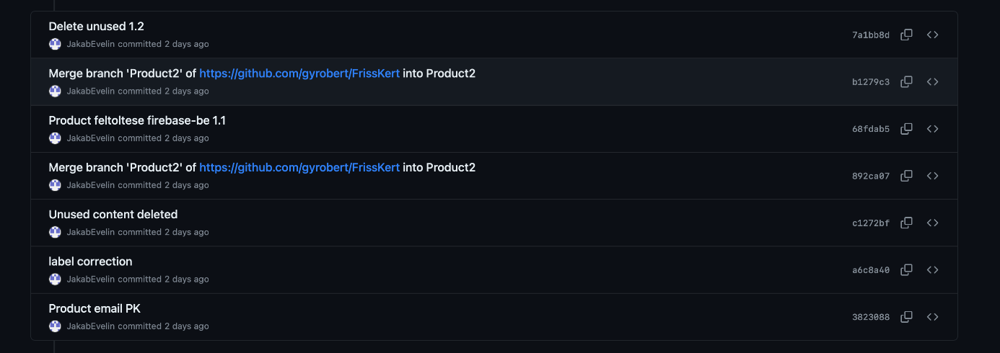 Delete unused 1.2
JakabEvelin committed 2 days ago
7a1bb8d
Merge branch 'Product2' of https://github.com/gyrobert/FrissKert into Product2
JakabEvelin committed 2 days ago
b1279c3
Product feltoltese firebase-be 1.1
JakabEvelin committed 2 days ago
68fdab5
Merge branch 'Product2' of https://github.com/gyrobert/FrissKert into Product2
JakabEvelin committed 2 days ago
892ca07
Unused content deleted
JakabEvelin committed 2 days ago
c1272bf
label correction
JakabEvelin committed 2 days ago
a6c8a40
Product email PK
JakabEvelin committed 2 days ago
3823088